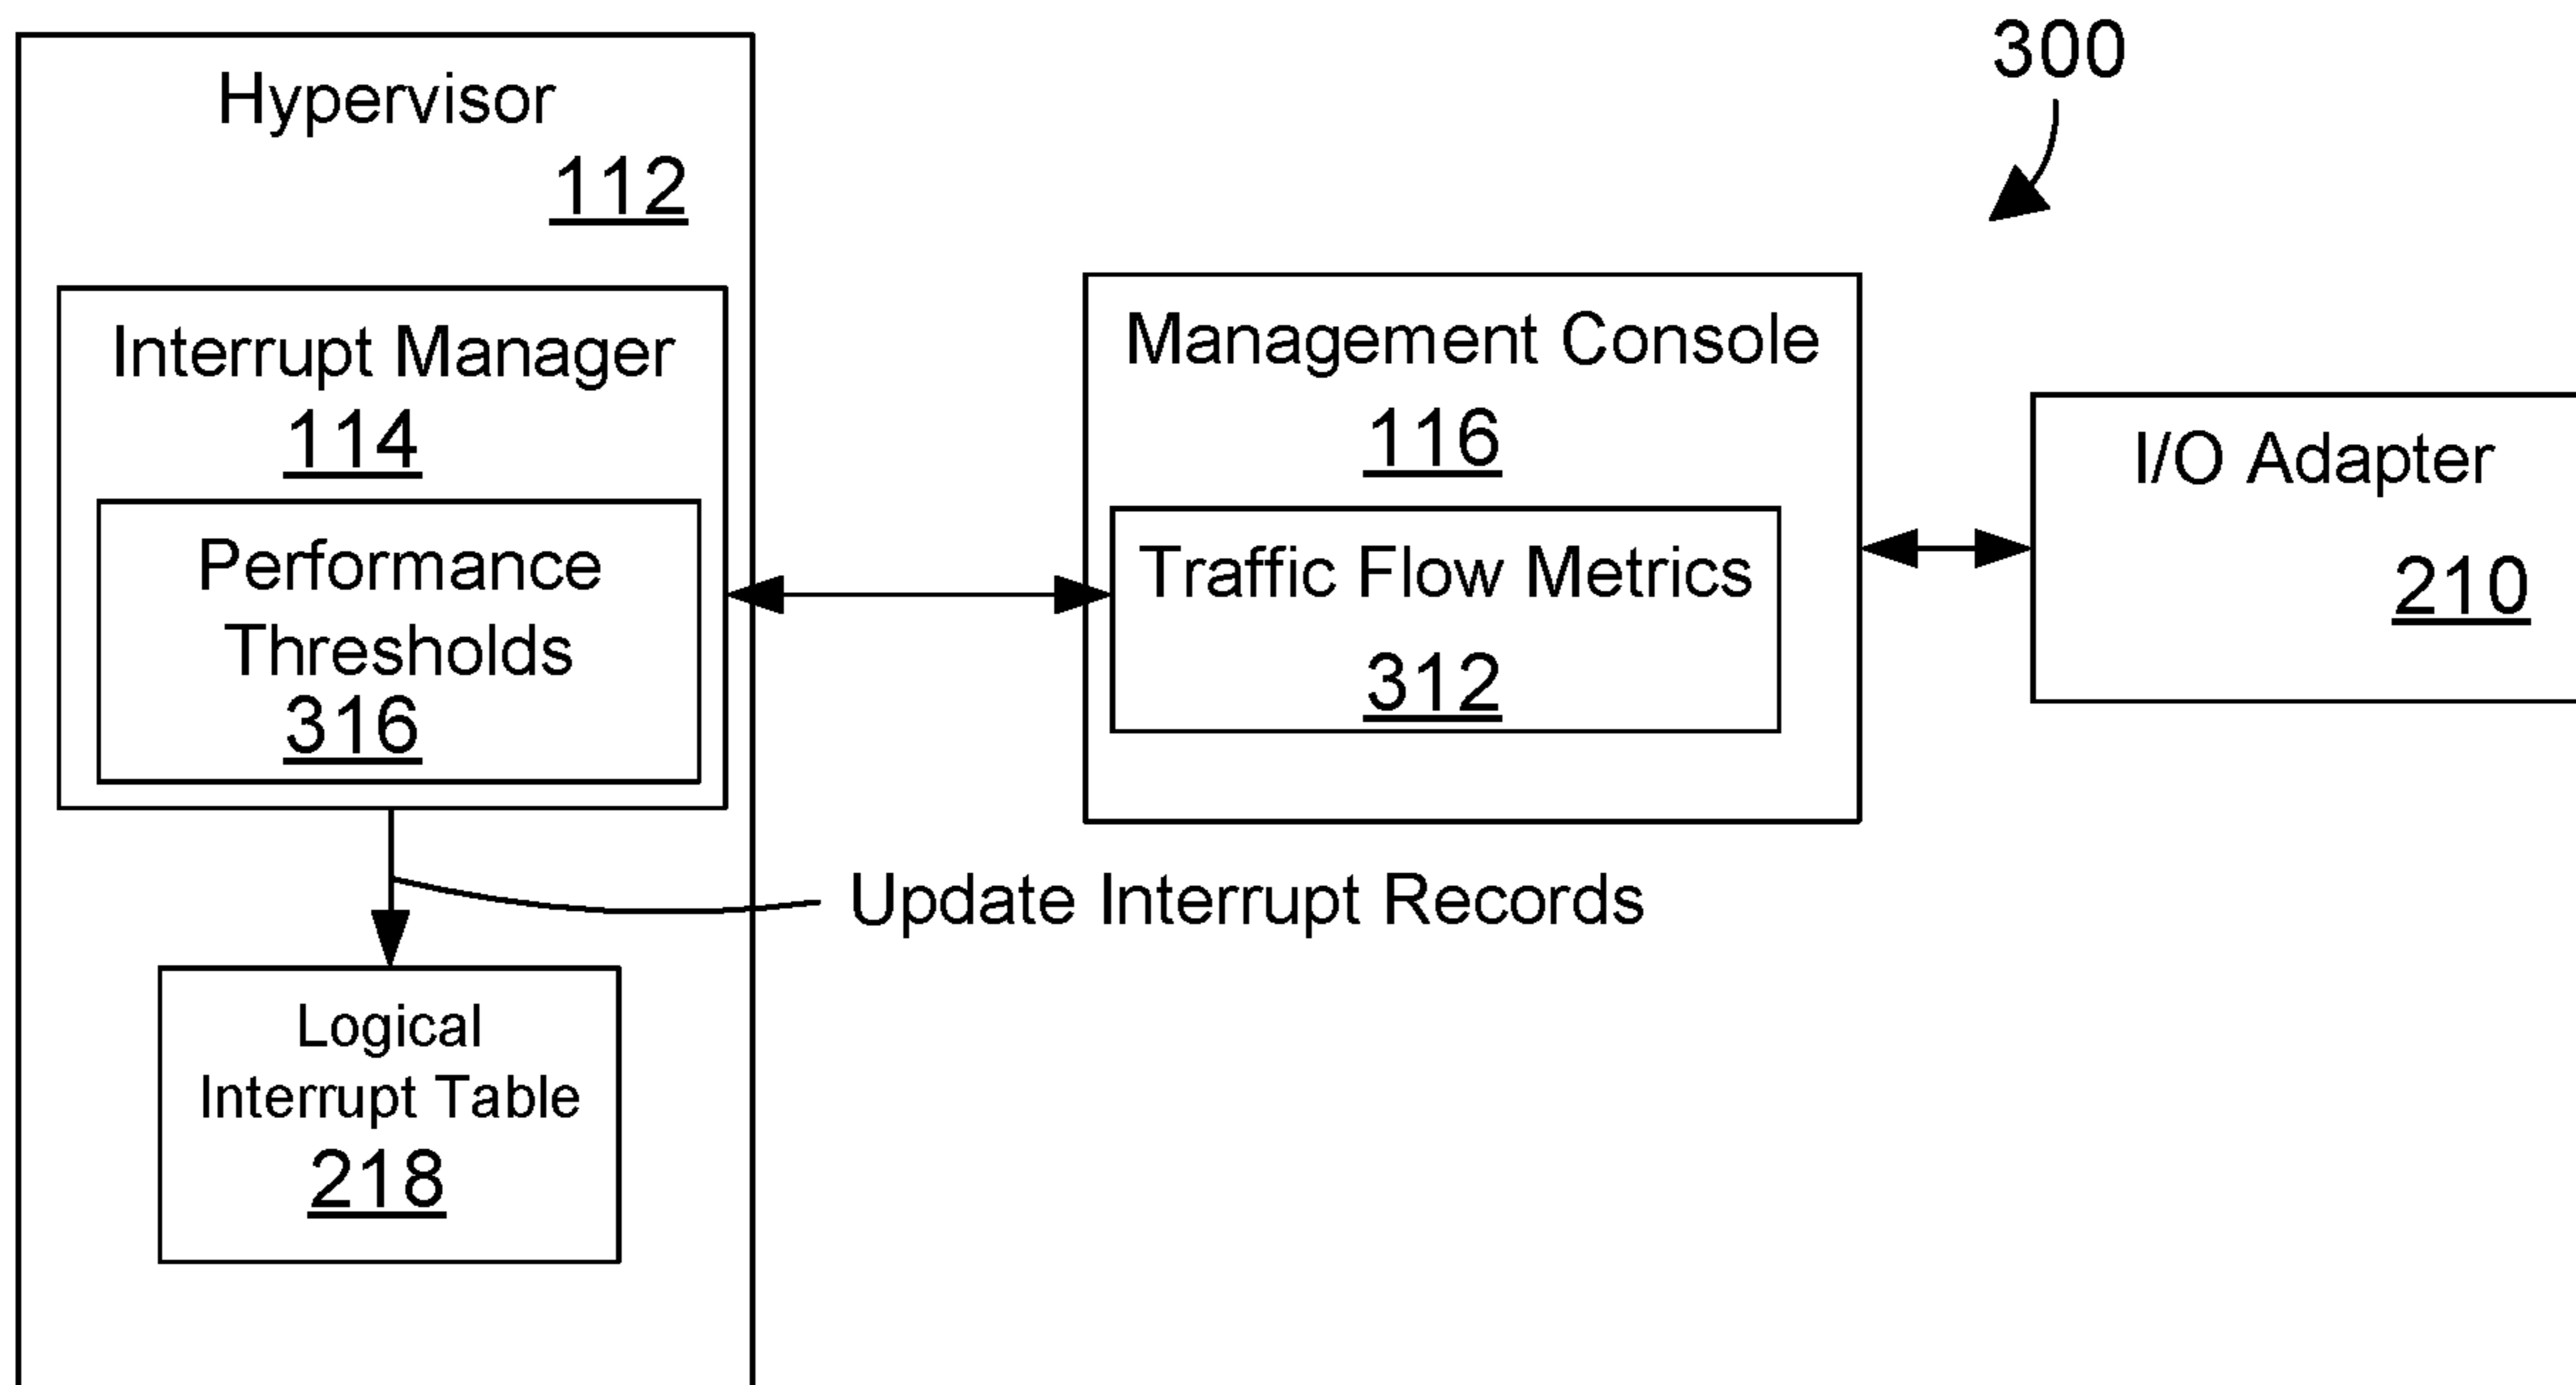 300
Hypervisor
112
Interrupt Manager
114
Performance
Thresholds
316
Management Console
116
Traffic Flow Metrics
312
I/O Adapter
210
Update Interrupt Records
Logical
Interrupt Table
218